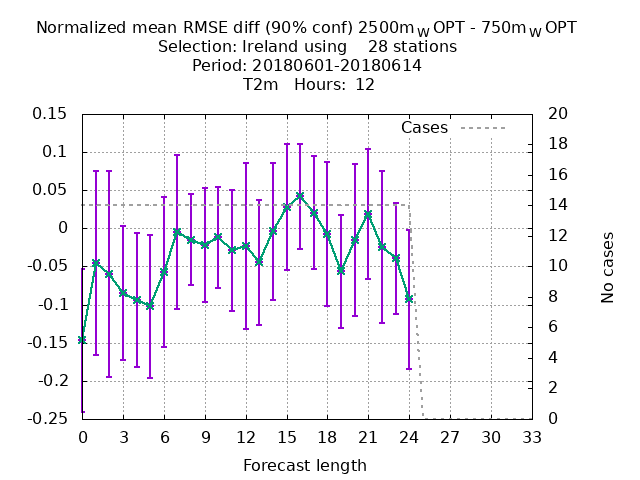 Normalized mean RMSE diff (90% conf) 2500m_W OPT - 750m_W OPT
Selection: Ireland using 28 stations
Period: 20180601-20180614
T2m Hours: 12
Cases
0.15
0.1
0.05
0
-0.05
-0.1
-0.15
-0.2
-0.25
20
18
16
14
12
10
8
6
4
2
0
No cases
0 3 6 9 12 15 18 21 24 27 30 33
Forecast length